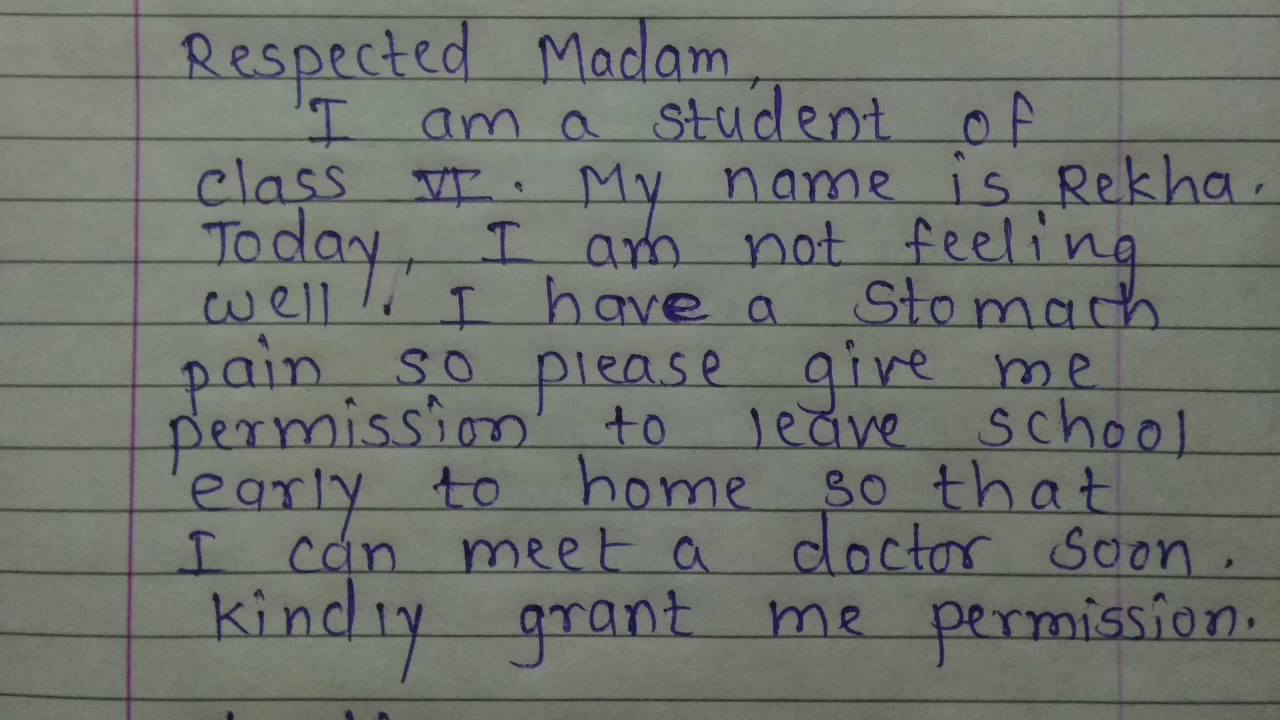 Respected Madam,
I am a student of
class VI. My name is Rekha.
Today, I am not feeling
well. I have a stomach
pain so please give me
permission to leave school
early to home so that
I can meet a doctor soon.
Kindly grant me permission.